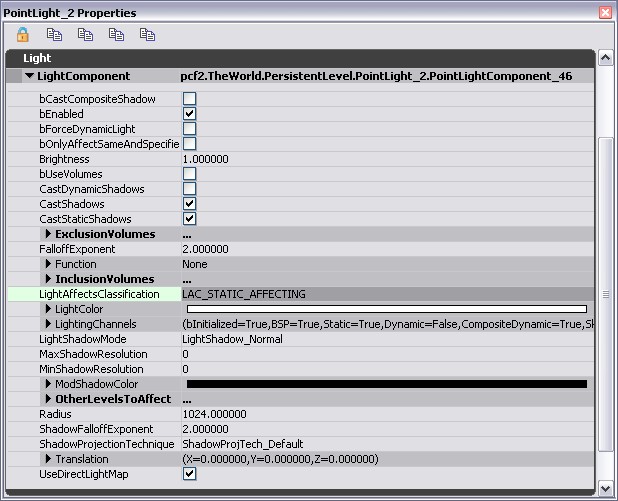 PointLight_2 Properties
Light
LightComponent pcf2.TheWorld.PersistentLevel.PointLight_2.PointLightComponent_46
bCastCompositeShadow
bEnabled
bForceDynamicLight
bOnlyAffectSameAndSpecifie
Brightness 1.000000
bUseVolumes
CastDynamicShadows
CastShadows
CastStaticShadows
ExclusionVolumes ...
FalloffExponent 2.000000
Function None
InclusionVolumes ...
LightAffectsClassification LAC_STATIC_AFFECTING
LightColor
LightingChannels (bInitialized=True,BSP=True,Static=True,Dynamic=False,CompositeDynamic=True,Sk
LightShadowMode LightShadow_Normal
MaxShadowResolution 0
MinShadowResolution 0
ModShadowColor
OtherLevelsToAffect ...
Radius 1024.000000
ShadowFalloffExponent 2.000000
ShadowProjectionTechnique ShadowProjTech_Default
Translation (X=0.000000,Y=0.000000,Z=0.000000)
UseDirectLightMap